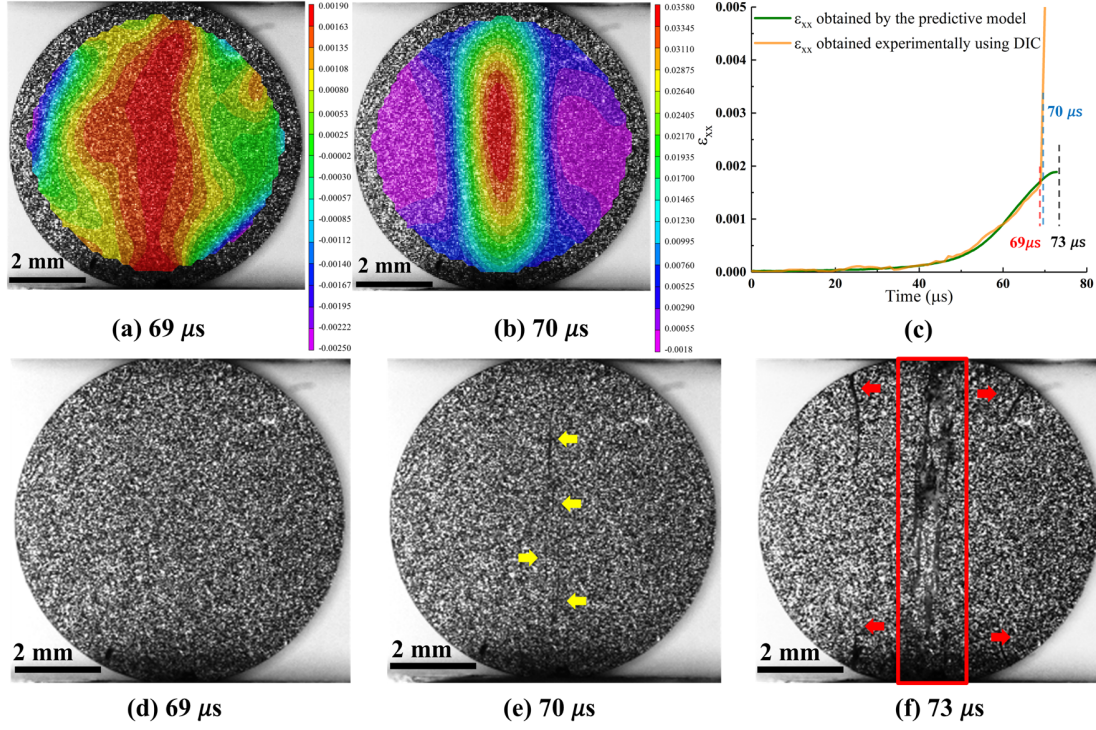 0.00190
0.00163
0.00135
0.00108
0.00080
0.00053
0.00025
-0.00002
-0.00030
-0.00057
-0.00085
-0.00112
-0.00140
-0.00167
-0.00195
-0.00222
-0.00250
2 mm
(a) 69 μs
0.03580
0.03345
0.03110
0.02875
0.02640
0.02405
0.02170
0.01935
0.01700
0.01465
0.01230
0.00995
0.00760
0.00525
0.00290
0.00055
-0.0018
2 mm
(b) 70 μs
0.005
0.004
0.003
0.002
0.001
0.000
εxx
εxx obtained by the predictive model
εxx obtained experimentally using DIC
70 μs
69μs
73 μs
0 20 40 60 80
Time (μs)
(c)
2 mm
(d) 69 μs
2 mm
(e) 70 μs
2 mm
(f) 73 μs